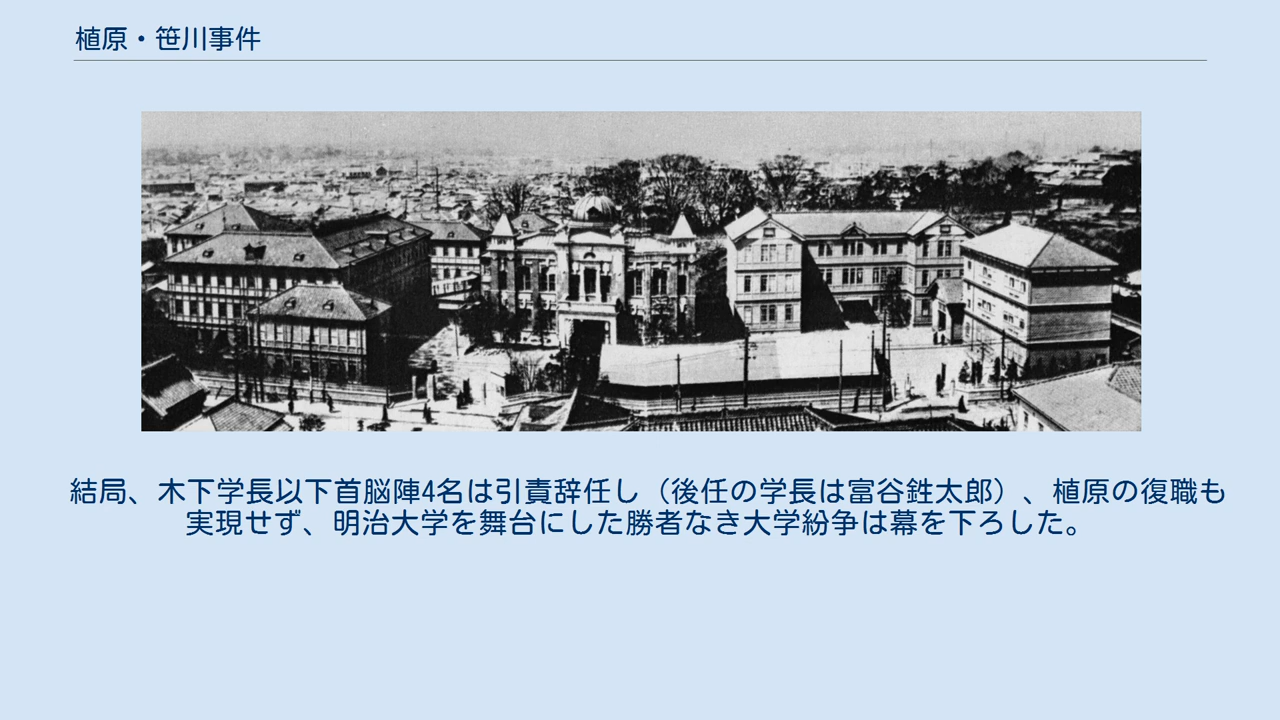 植原・笹川事件
結局、木下学長以下首脳陣4名は引責辞任し（後任の学長は富谷鉎太郎）、植原の復職も
実現せず、明治大学を舞台にした勝者なき大学紛争は幕を下ろした。